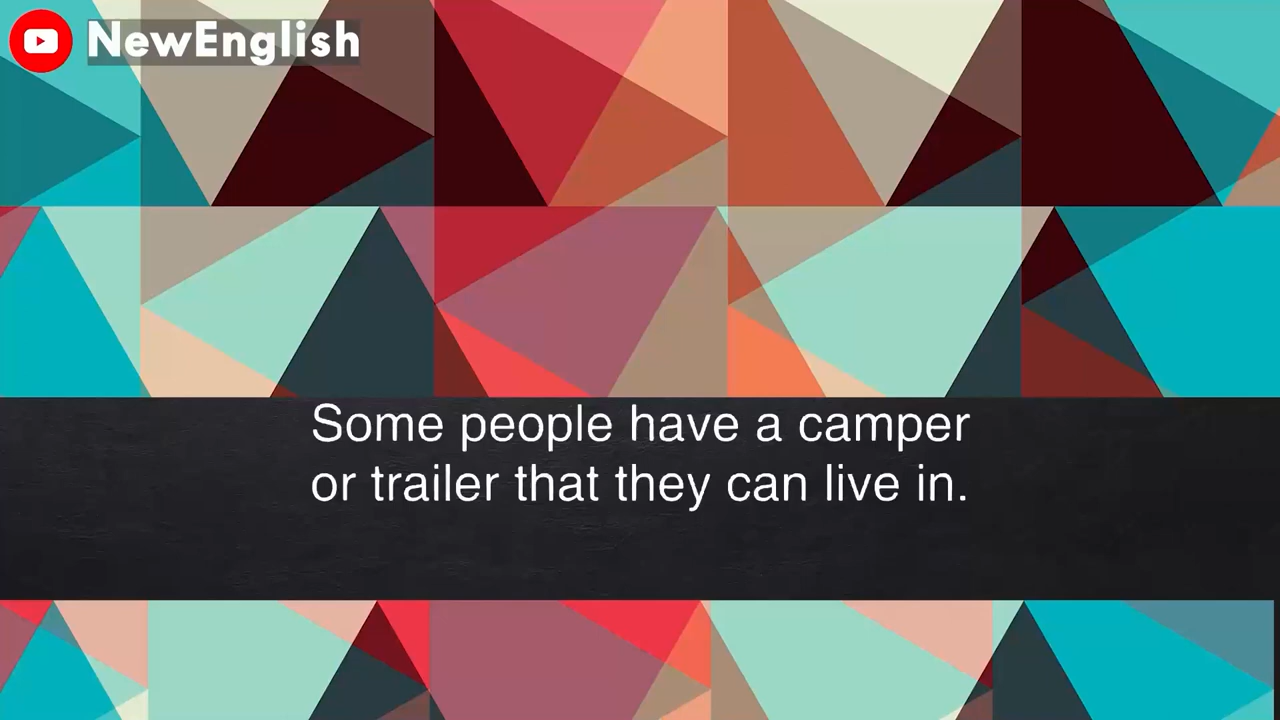 NewEnglish
Some people have a camper
or trailer that they can live in.